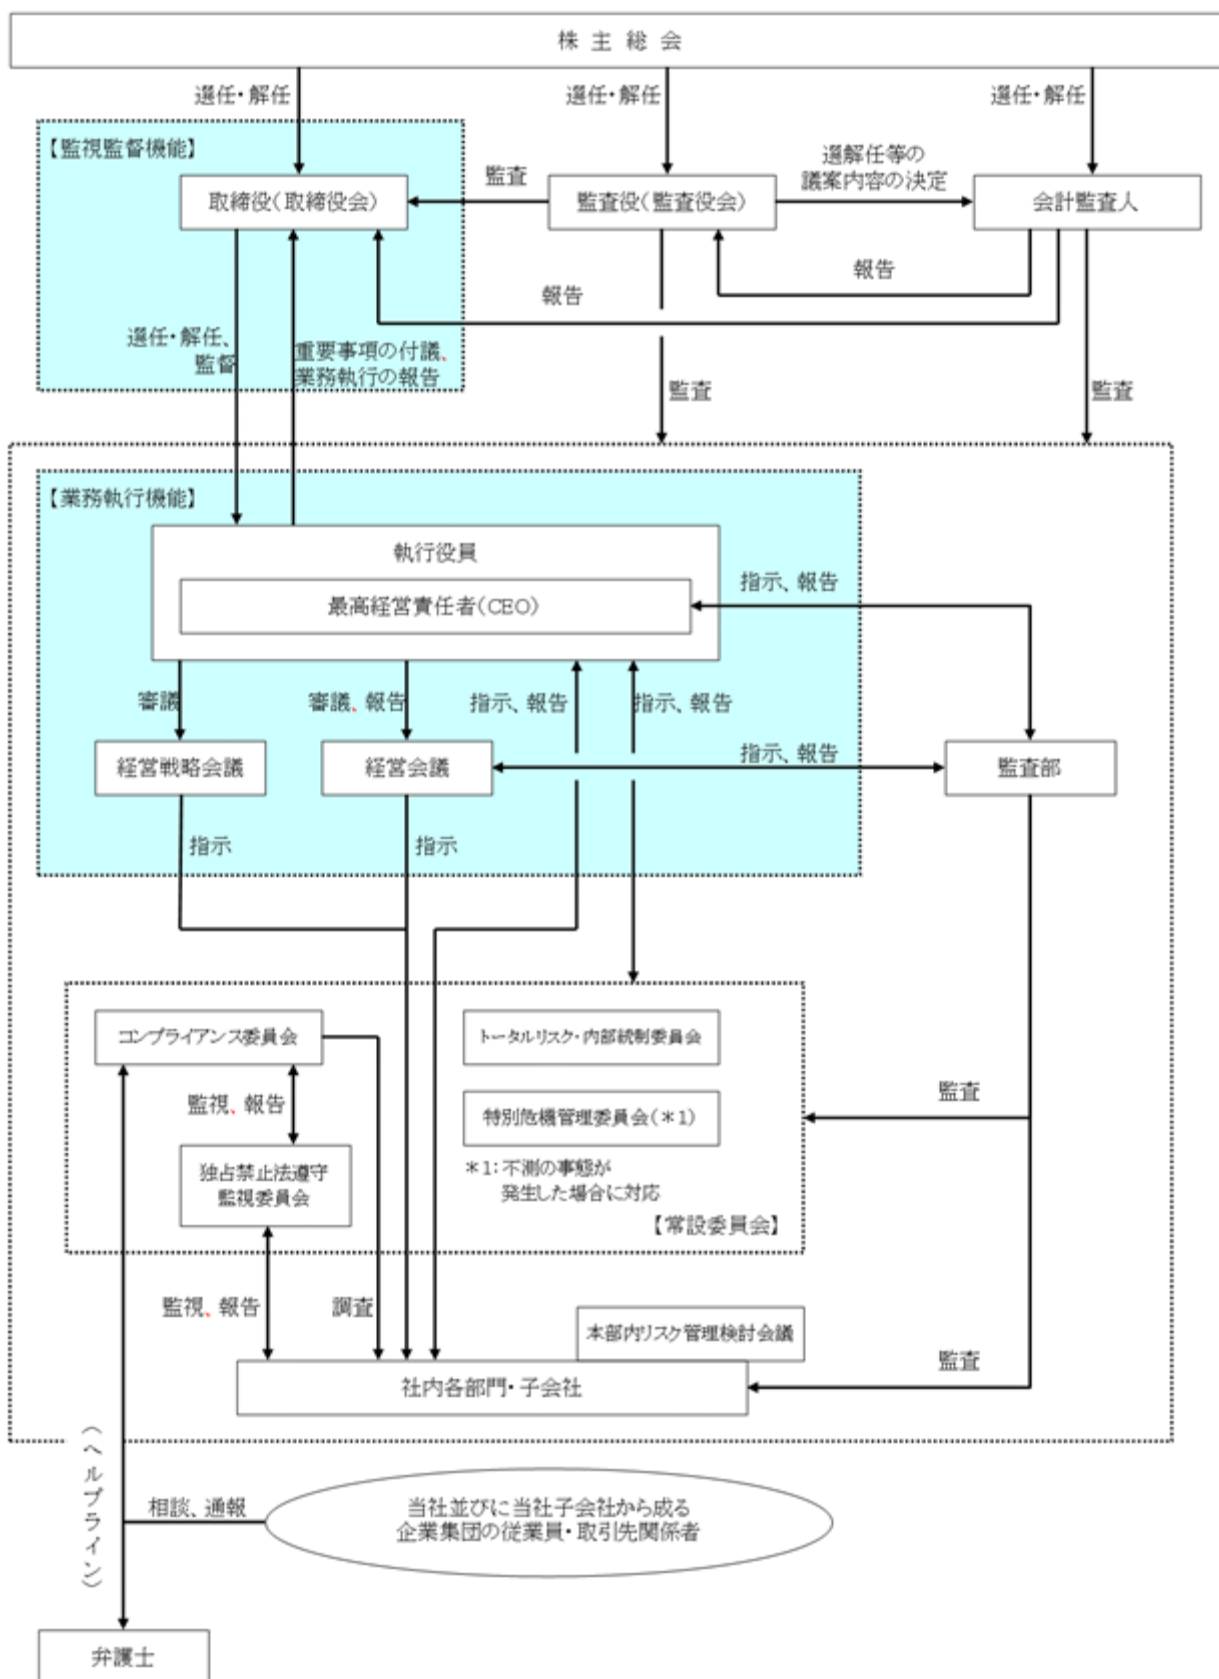 株 主 総 会
選任・解任
選任・解任
選任・解任
【監視監督機能】
取締役(取締役会)
監査
監査役(監査役会)
選解任等の
議案内容の決定
会計監査人
報告
報告
選任・解任、
監督
重要事項の付議、
業務執行の報告
監査
監査
【業務執行機能】
執行役員
最高経営責任者(CEO)
指示、報告
審議
審議、報告
指示、報告
指示、報告
経営戦略会議
経営会議
指示、報告
監査部
指示
指示
コンプライアンス委員会
トータルリスク・内部統制委員会
監視、報告
特別危機管理委員会(*1)
監査
独占禁止法遵守
監視委員会
*1:不測の事態が
発生した場合に対応
【常設委員会】
監視、報告
調査
本部内リスク管理検討会議
監査
社内各部門・子会社
(ヘルプライン)
相談、通報
当社並びに当社子会社から成る
企業集団の従業員・取引先関係者
弁護士